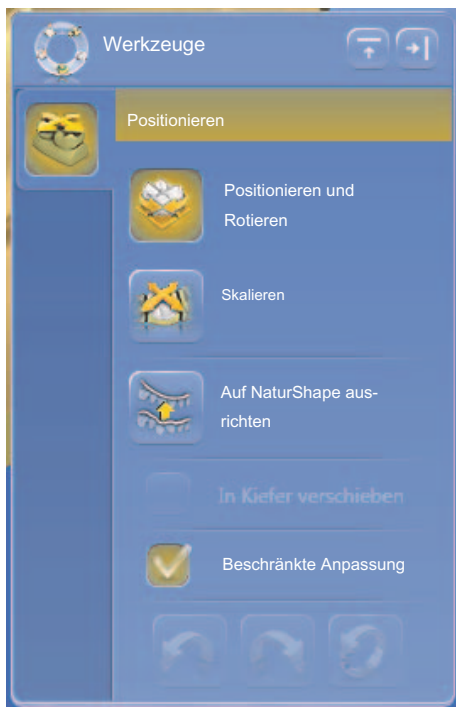 Werkzeuge
Positionieren
Positionieren und
Rotieren
Skalieren
Auf NaturShape aus-
richten
In Kiefer verschieben
Beschränkte Anpassung